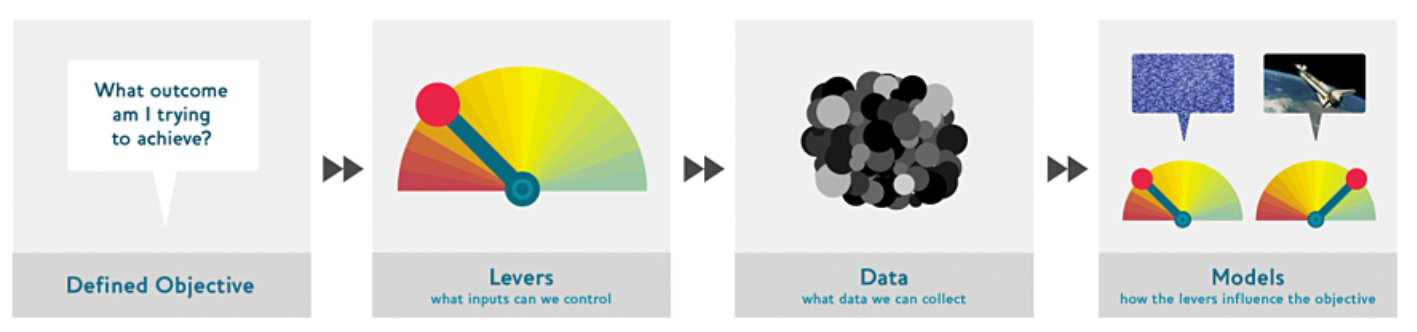 What outcome
am I trying
to achieve?
Defined Objective
Levers
what inputs can we control
Data
what data we can collect
Models
how the levers influence the objective